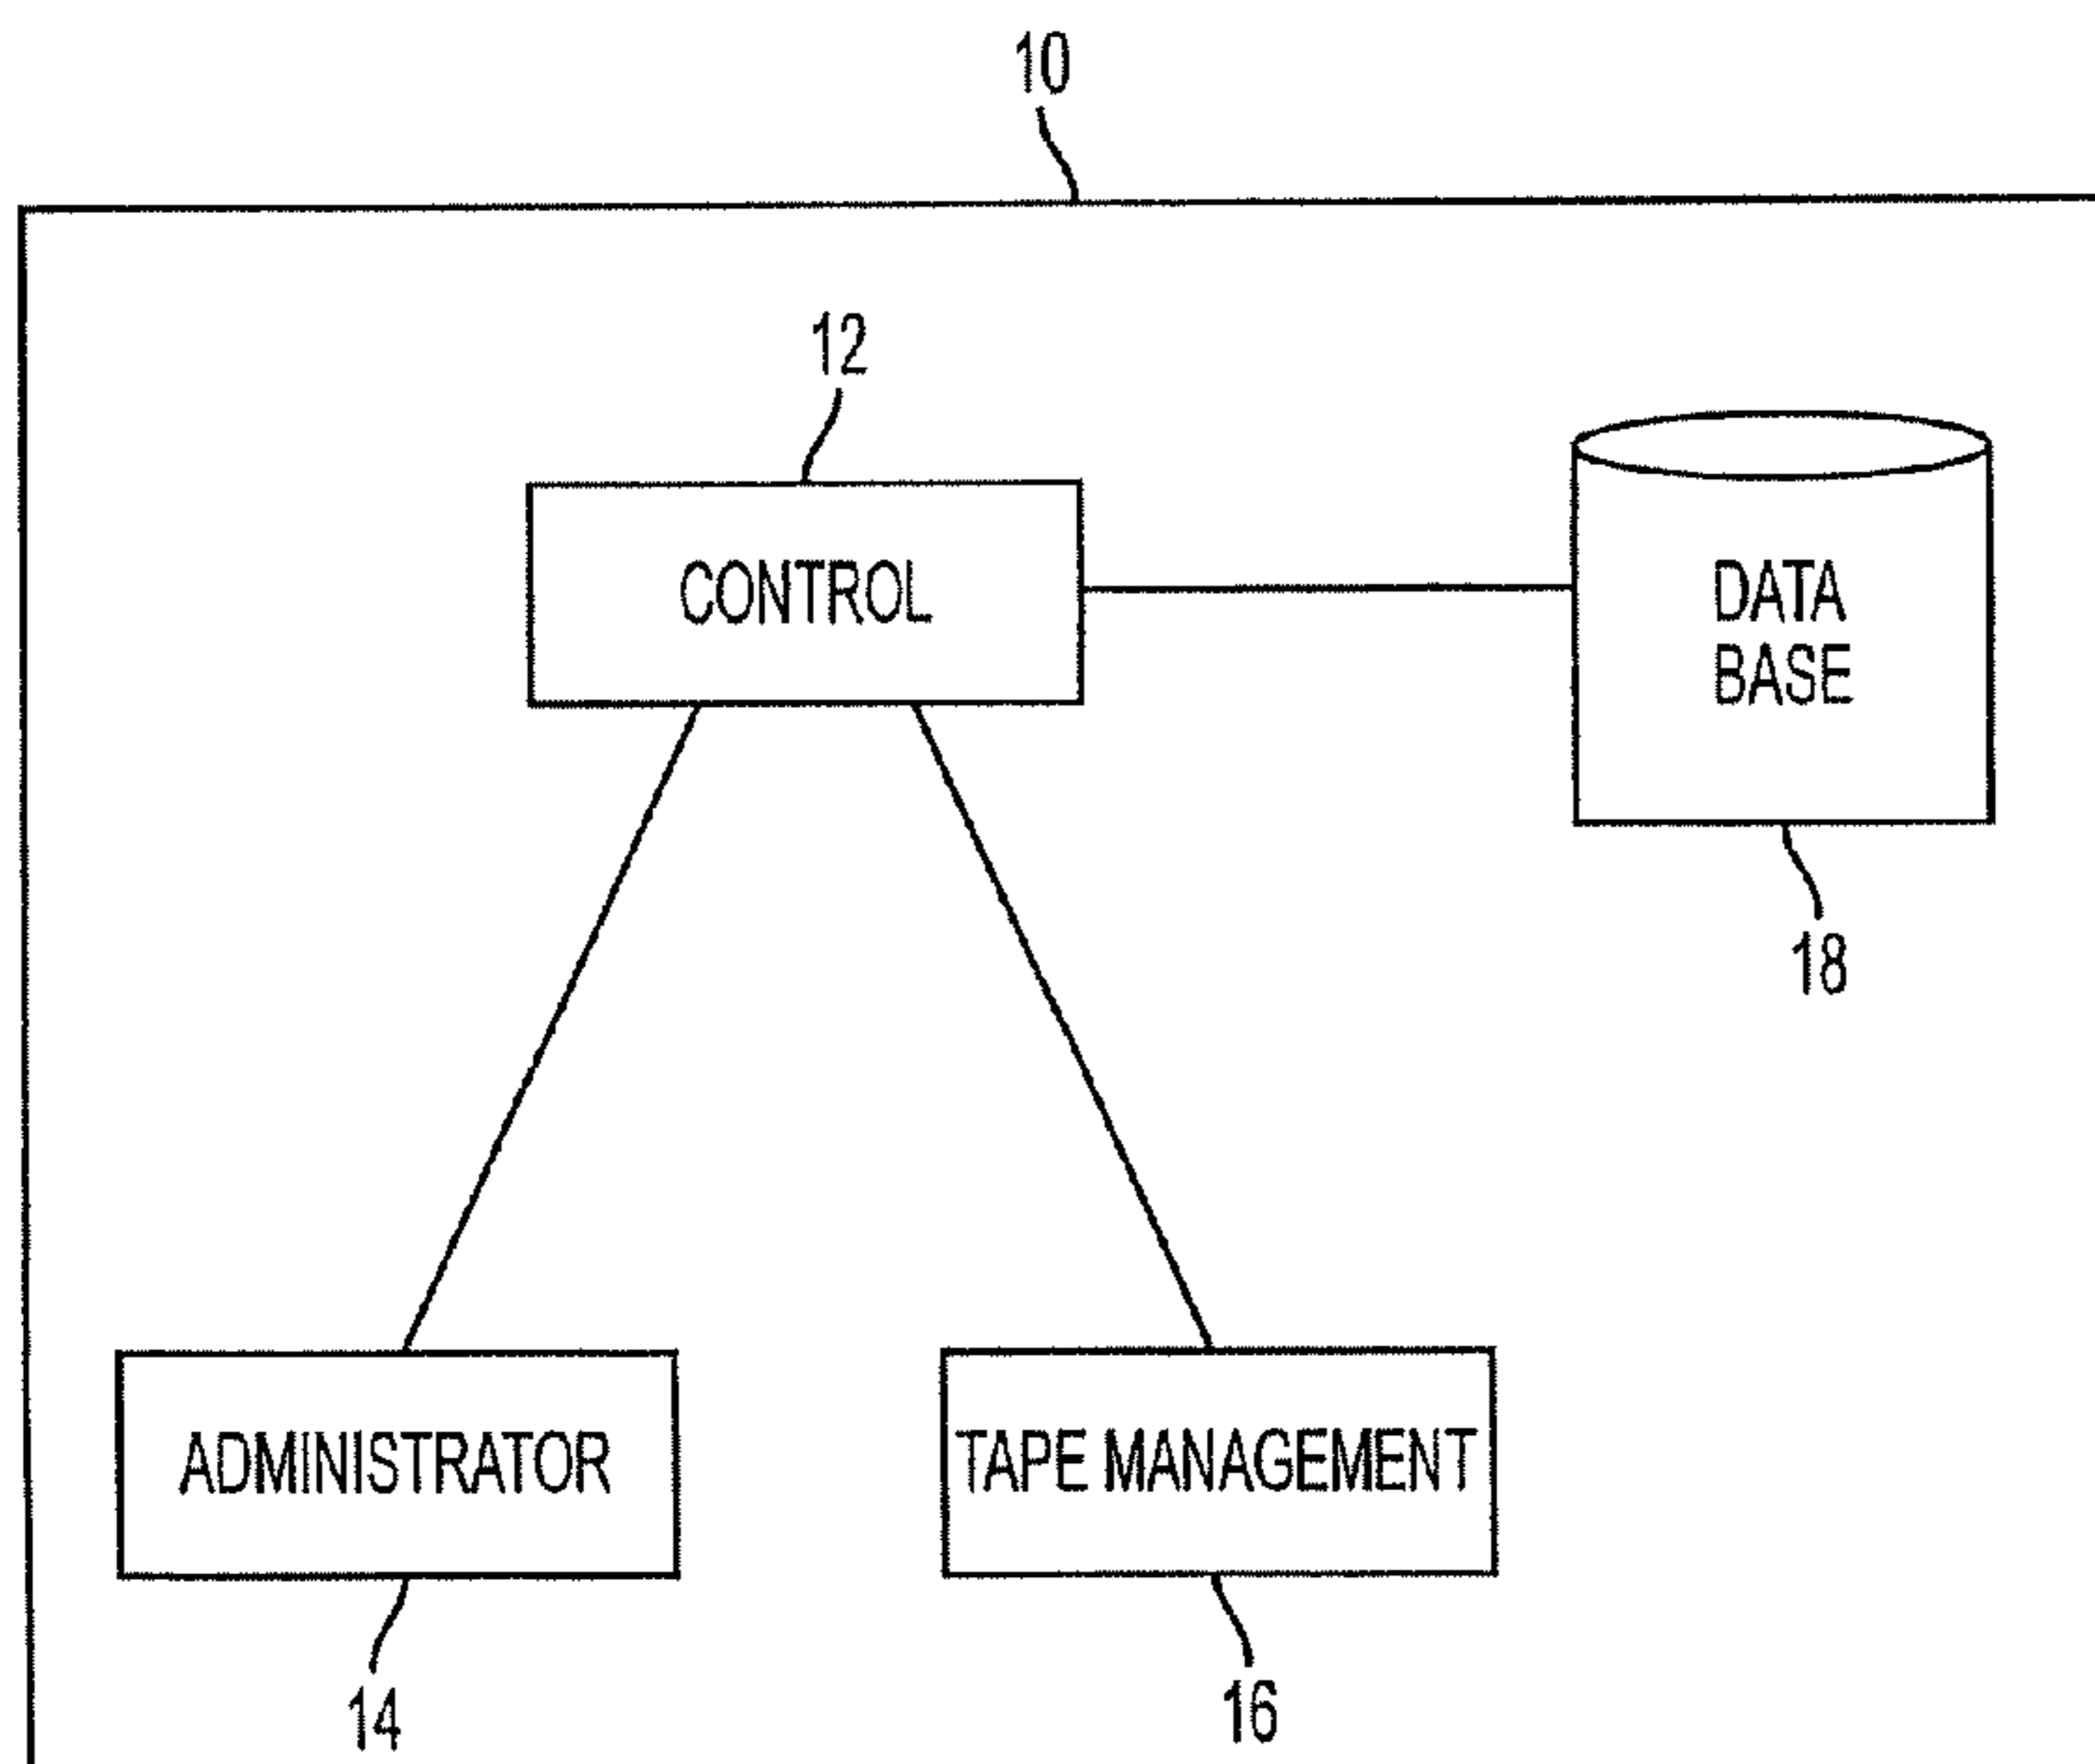 10
12
CONTROL
DATA
BASE
18
ADMINISTRATOR
TAPE MANAGEMENT
14
16